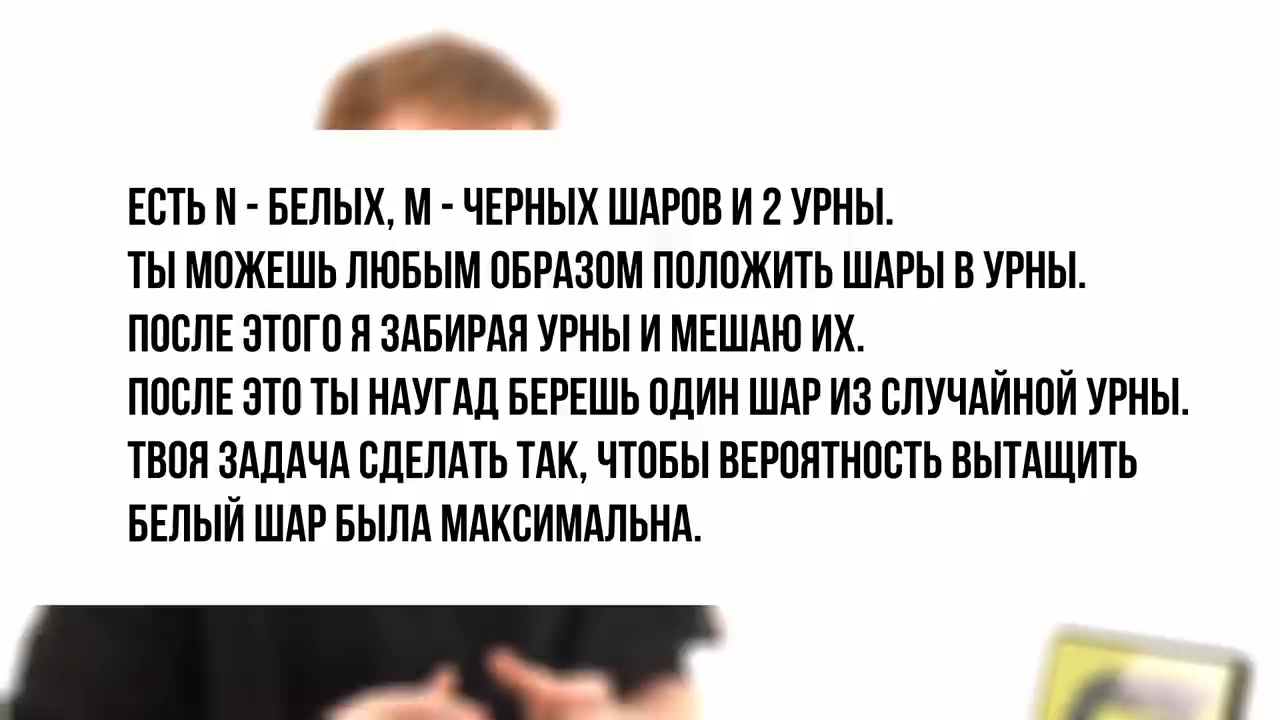 ЕСТЬ N - БЕЛЫХ, M - ЧЕРНЫХ ШАРОВ И 2 УРНЫ.
ТЫ МОЖЕШЬ ЛЮБЫМ ОБРАЗОМ ПОЛОЖИТЬ ШАРЫ В УРНЫ.
ПОСЛЕ ЭТОГО Я ЗАБИРАЯ УРНЫ И МЕШАЮ ИХ.
ПОСЛЕ ЭТО ТЫ НАУГАД БЕРЕШЬ ОДИН ШАР ИЗ СЛУЧАЙНОЙ УРНЫ.
ТВОЯ ЗАДАЧА СДЕЛАТЬ ТАК, ЧТОБЫ ВЕРОЯТНОСТЬ ВЫТАЩИТЬ
БЕЛЫЙ ШАР БЫЛА МАКСИМАЛЬНА.